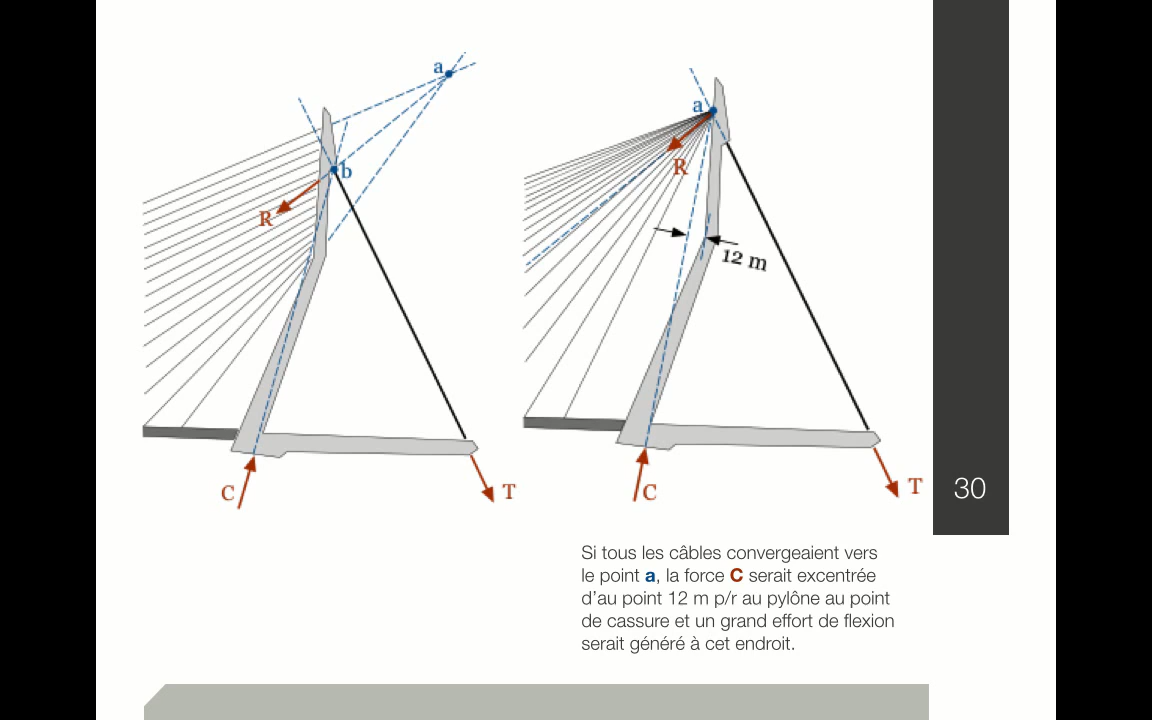 a
b
R
C
T
a
R
12 m
C
T
30
Si tous les câbles convergeaient vers
le point a, la force C serait excentrée
d'au point 12 m p/r au pylône au point
de cassure et un grand effort de flexion
serait généré à cet endroit.